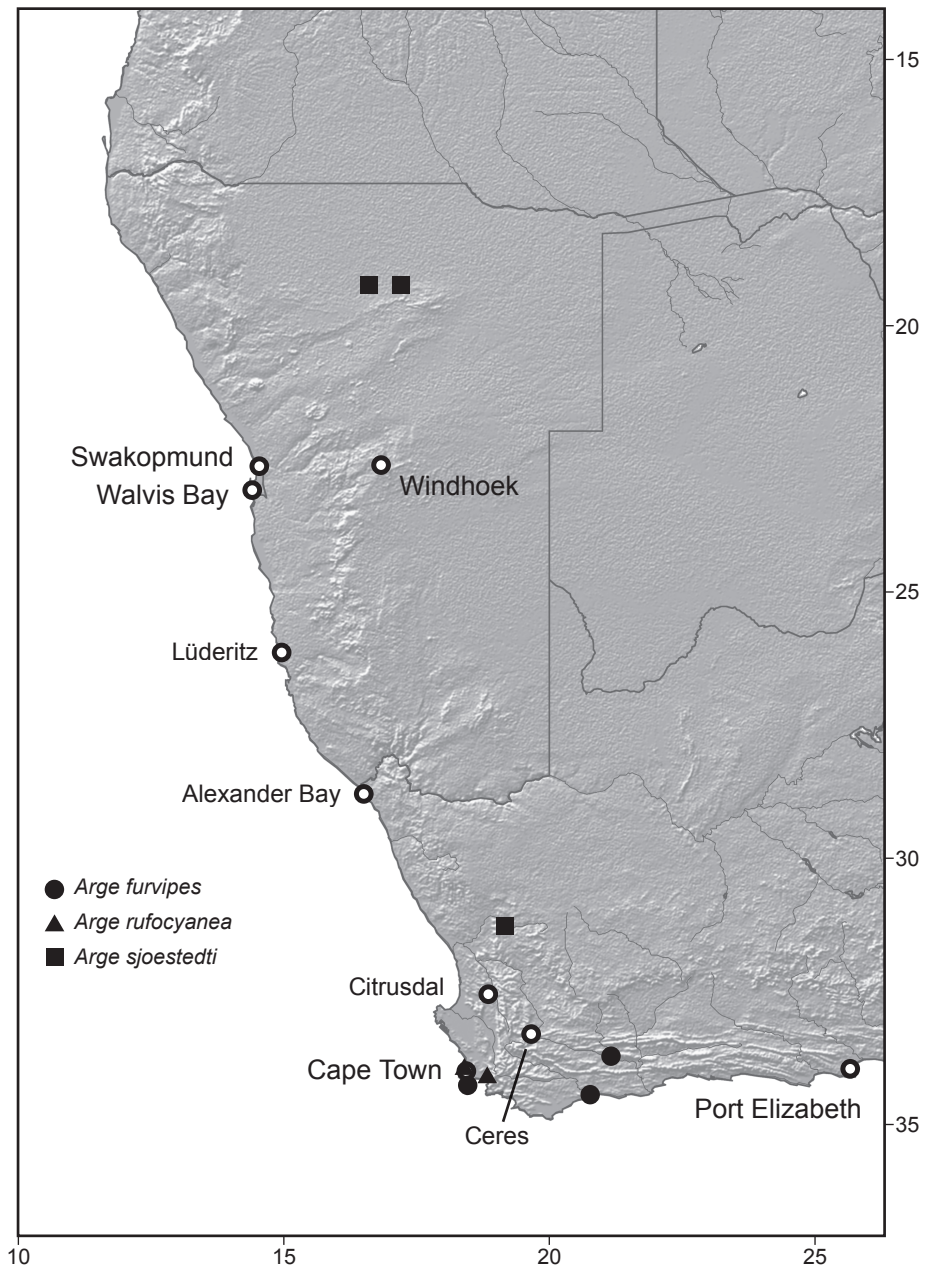 15
20
Swakopmund
Walvis Bay
Windhoek
25
Lüderitz
Alexander Bay
30
Arge furvipes
Arge rufocyanea
Arge sjoestedti
Citrusdal
Cape Town
Port Elizabeth
Ceres
35
10 15 20 25